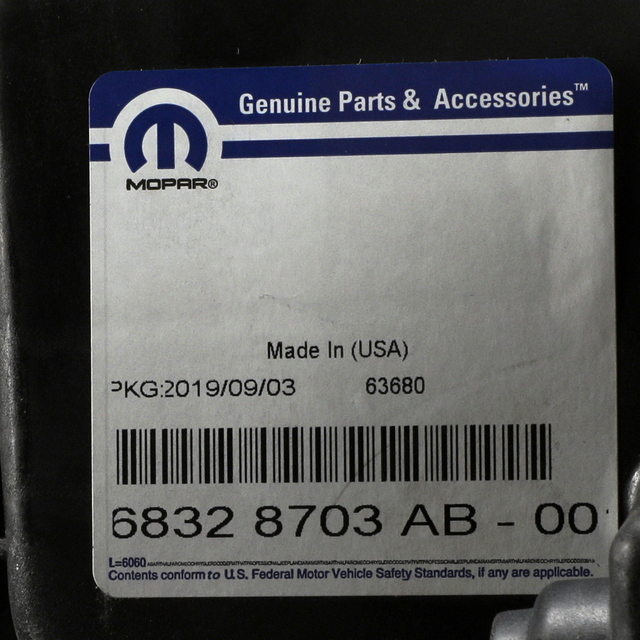 Genuine Parts & Accessories™
MOPAR®
Made In (USA)
PKG:2019/09/03 63680
6832 8703 AB - 00
L=6060
Contents conform to U.S. Federal Motor Vehicle Safety Standards, if any are applicable.